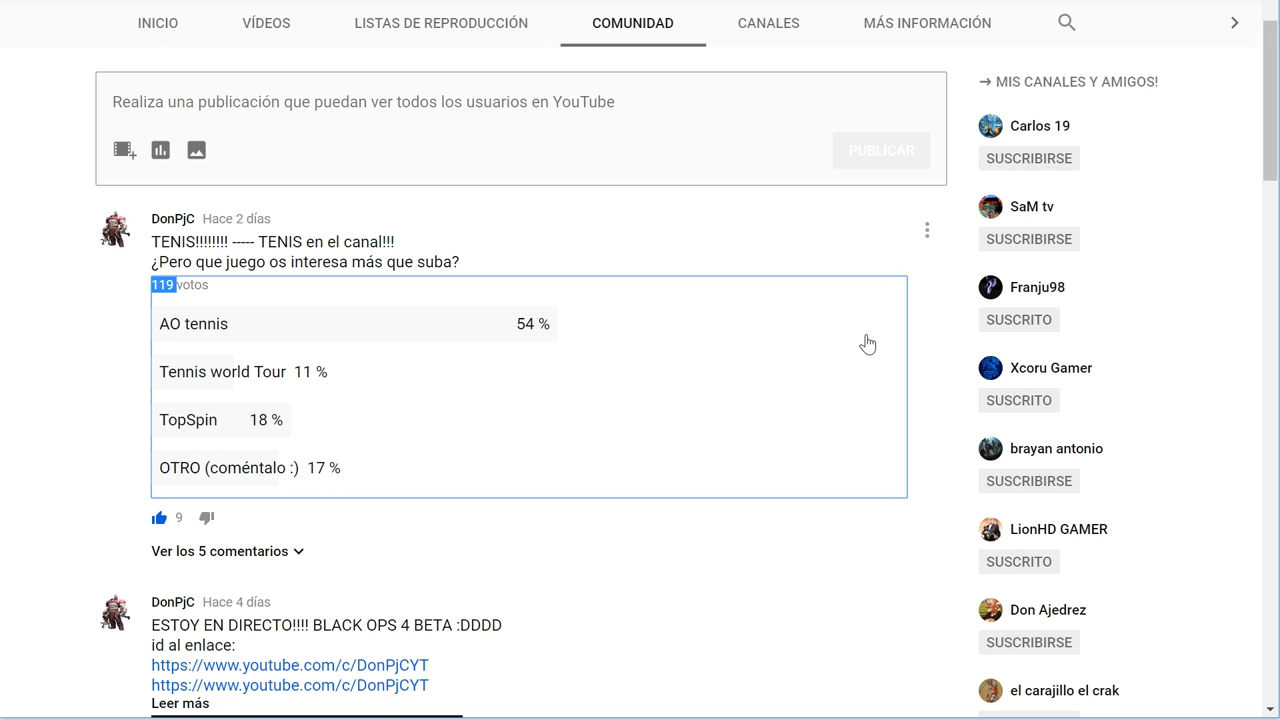 INICIO VÍDEOS LISTAS DE REPRODUCCIÓN COMUNIDAD CANALES MÁS INFORMACIÓN
Realiza una publicación que puedan ver todos los usuarios en YouTube
PUBLICAR
DonPjC Hace 2 días
TENIS!!!!!!!! ----- TENIS en el canal!!!
¿Pero que juego os interesa más que suba?
119 votos
AO tennis 54 %
Tennis world Tour 11 %
TopSpin 18 %
OTRO (coméntalo :) 17 %
9
Ver los 5 comentarios
DonPjC Hace 4 días
ESTOY EN DIRECTO!!!! BLACK OPS 4 BETA :DDDD
id al enlace:
https://www.youtube.com/c/DonPjCYT
https://www.youtube.com/c/DonPjCYT
Leer más
→ MIS CANALES Y AMIGOS!
Carlos 19
SUSCRIBIRSE
SaM tv
SUSCRIBIRSE
Franju98
SUSCRITO
Xcoru Gamer
SUSCRITO
brayan antonio
SUSCRIBIRSE
LionHD GAMER
SUSCRITO
Don Ajedrez
SUSCRIBIRSE
el carajillo el crak